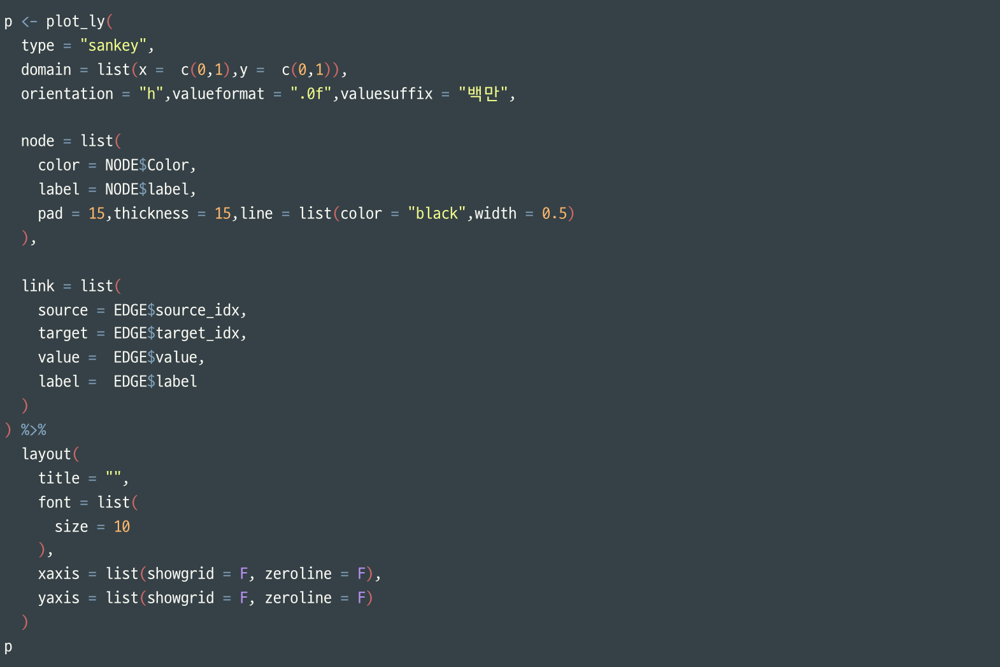 p <- plot_ly(
  type = "sankey",
  domain = list(x =  c(0,1),y =  c(0,1)),
  orientation = "h",valueformat = ".0f",valuesuffix = "백만",

  node = list(
    color = NODE$Color,
    label = NODE$label,
    pad = 15,thickness = 15,line = list(color = "black",width = 0.5)
  ),

  link = list(
    source = EDGE$source_idx,
    target = EDGE$target_idx,
    value =  EDGE$value,
    label =  EDGE$label
  )
) %>%
  layout(
    title = "",
    font = list(
      size = 10
    ),
    xaxis = list(showgrid = F, zeroline = F),
    yaxis = list(showgrid = F, zeroline = F)
  )
p